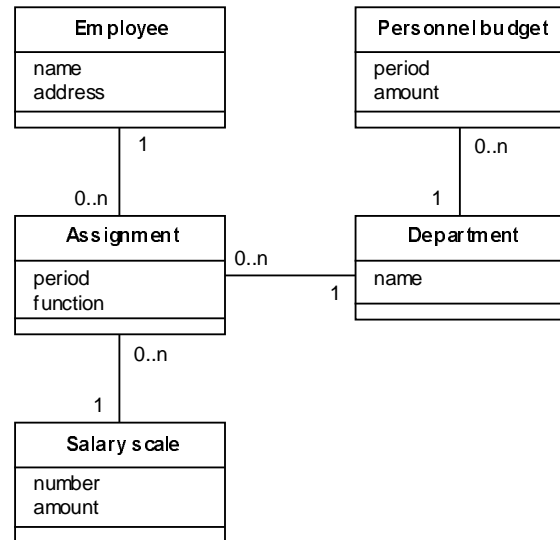 Employee
name
address
Personnel budget
period
amount
1
0..n
0..n
1
Assignment
period
function
0..n
1
Department
name
0..n
1
Salary scale
number
amount